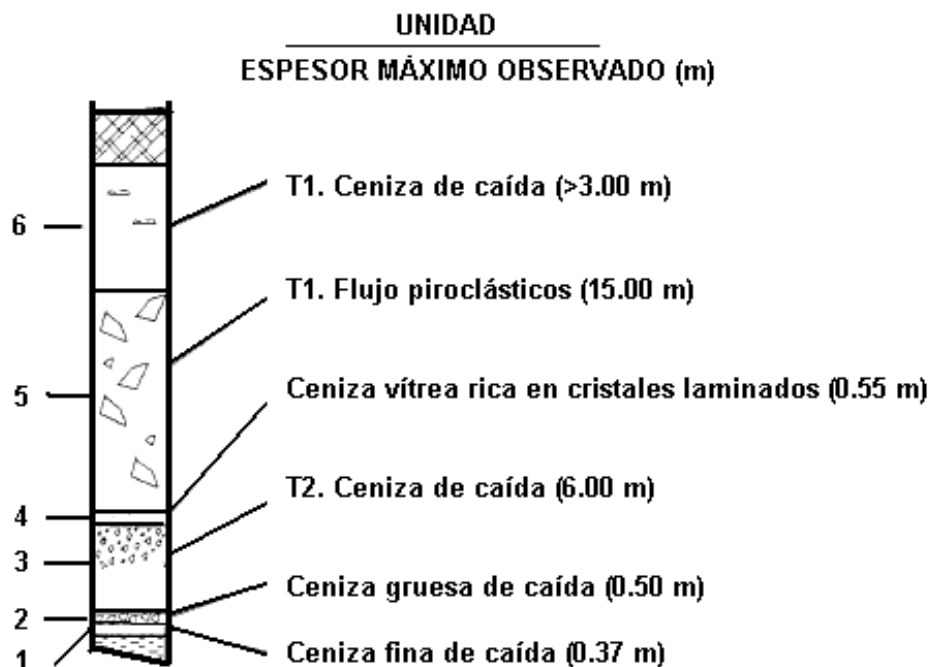 UNIDAD
ESPESOR MÁXIMO OBSERVADO (m)
T1. Ceniza de caída (>3.00 m)
6
T1. Flujo piroclásticos (15.00 m)
5
Ceniza vítrea rica en cristales laminados (0.55 m)
T2. Ceniza de caída (6.00 m)
4
3
Ceniza gruesa de caída (0.50 m)
2
Ceniza fina de caída (0.37 m)
1